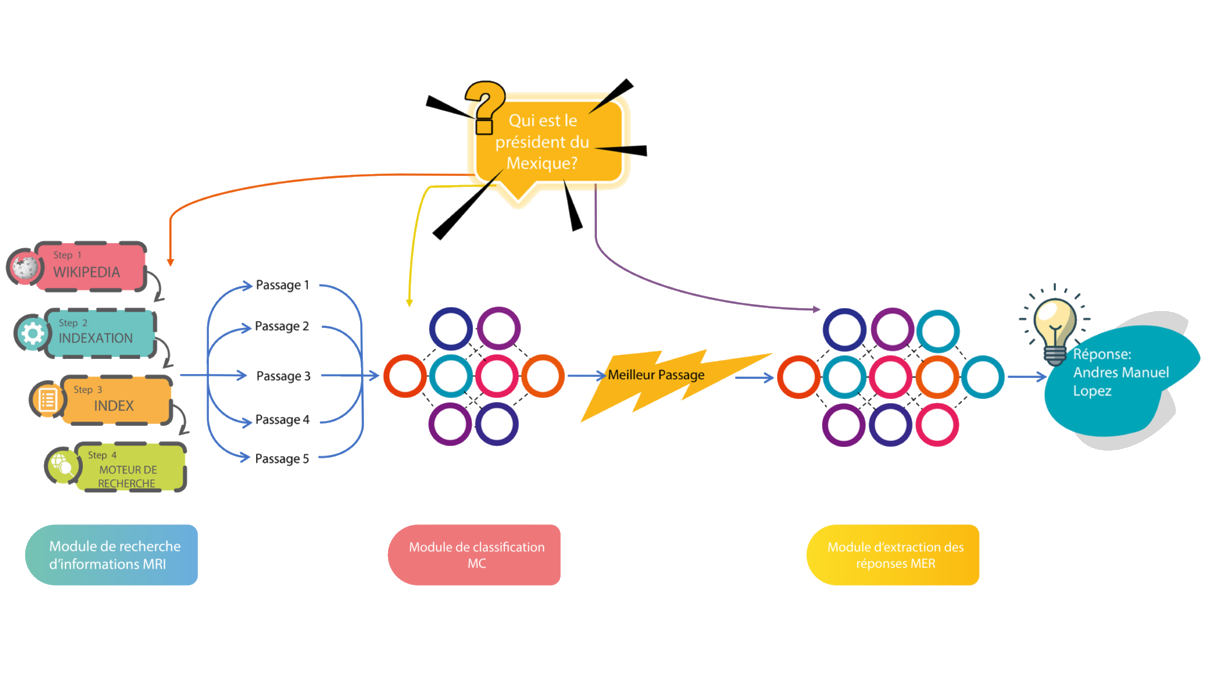 ?
Qui est le
président du
Mexique?
Step 1
WIKIPEDIA
Step 2
INDEXATION
Step 3
INDEX
Step 4
MOTEUR DE
RECHERCHE
Passage 1
Passage 2
Passage 3
Passage 4
Passage 5
Meilleur Passage
Réponse:
Andres Manuel
Lopez
Module de recherche
d'informations MRI
Module de classification
MC
Module d'extraction des
réponses MER